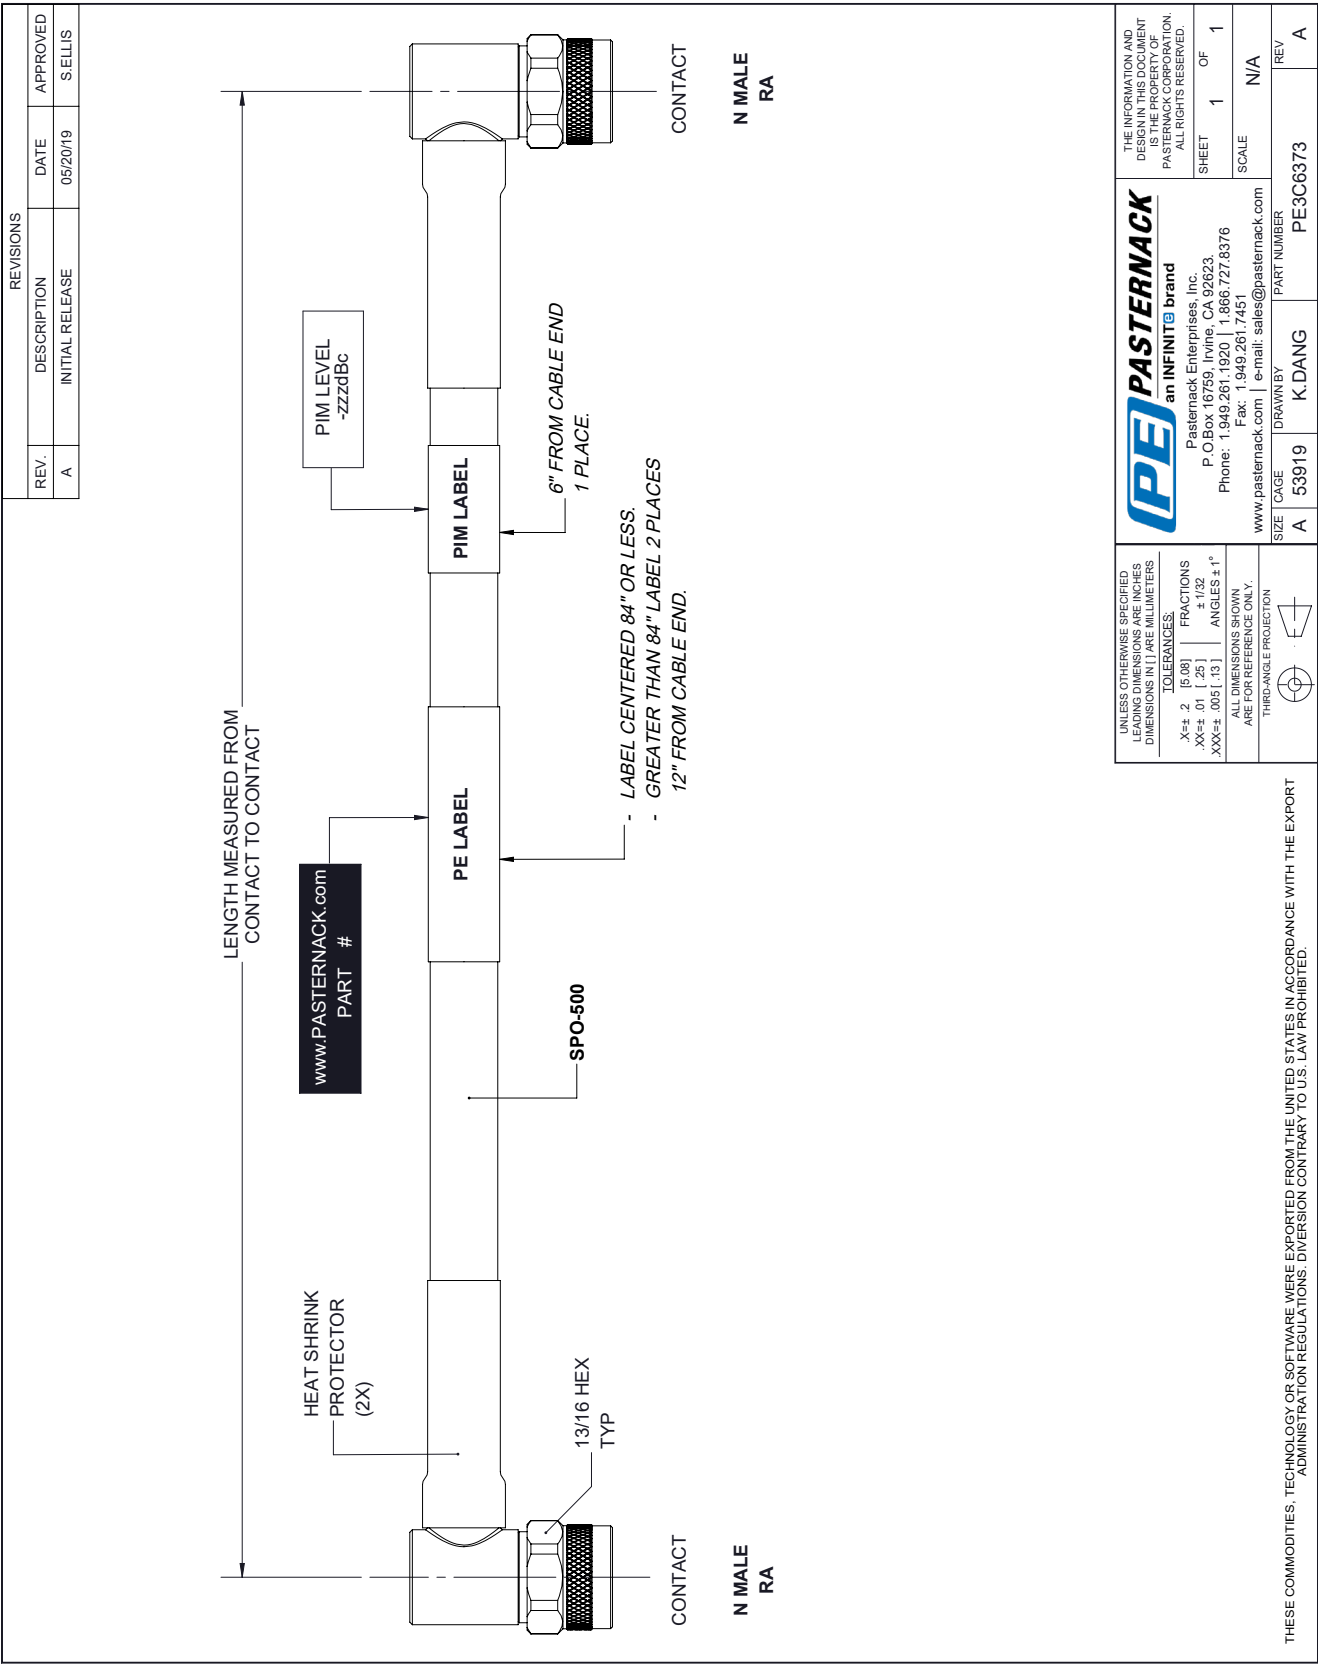 REVISIONS
REV.
DESCRIPTION
DATE
APPROVED
A
INITIAL RELEASE
05/20/19
S.ELLIS
LENGTH MEASURED FROM
CONTACT TO CONTACT
HEAT SHRINK
PROTECTOR
(2X)
www.PASTERNACK.com
PART #
PIM LEVEL
-zzzdBc
PE LABEL
PIM LABEL
6" FROM CABLE END
1 PLACE.
13/16 HEX
TYP
SPO-500
- LABEL CENTERED 84" OR LESS.
- GREATER THAN 84" LABEL 2 PLACES
12" FROM CABLE END.
CONTACT
CONTACT
N MALE
RA
N MALE
RA
UNLESS OTHERWISE SPECIFIED
LEADING DIMENSIONS ARE INCHES
DIMENSIONS IN [ ] ARE MILLIMETERS
TOLERANCES:
.X=± .2 [5.08]
.XX=± .01 [ .25 ]
.XXX=± .005 [ .13 ]
FRACTIONS
± 1/32
ANGLES ± 1°
ALL DIMENSIONS SHOWN
ARE FOR REFERENCE ONLY.
THIRD-ANGLE PROJECTION
PE PASTERNACK
an INFINITe brand
Pasternack Enterprises, Inc.
P.O.Box 16759, Irvine, CA 92623.
Phone: 1.949.261.1920 | 1.866.727.8376
Fax: 1.949.261.7451
www.pasternack.com | e-mail: sales@pasternack.com
THE INFORMATION AND
DESIGN IN THIS DOCUMENT
IS THE PROPERTY OF
PASTERNACK CORPORATION.
ALL RIGHTS RESERVED.
SHEET 1 OF 1
SCALE
N/A
SIZE
A
CAGE
53919
DRAWN BY
K.DANG
PART NUMBER
PE3C6373
REV
A
THESE COMMODITIES, TECHNOLOGY OR SOFTWARE WERE EXPORTED FROM THE UNITED STATES IN ACCORDANCE WITH THE EXPORT
ADMINISTRATION REGULATIONS. DIVERSION CONTRARY TO U.S. LAW PROHIBITED.